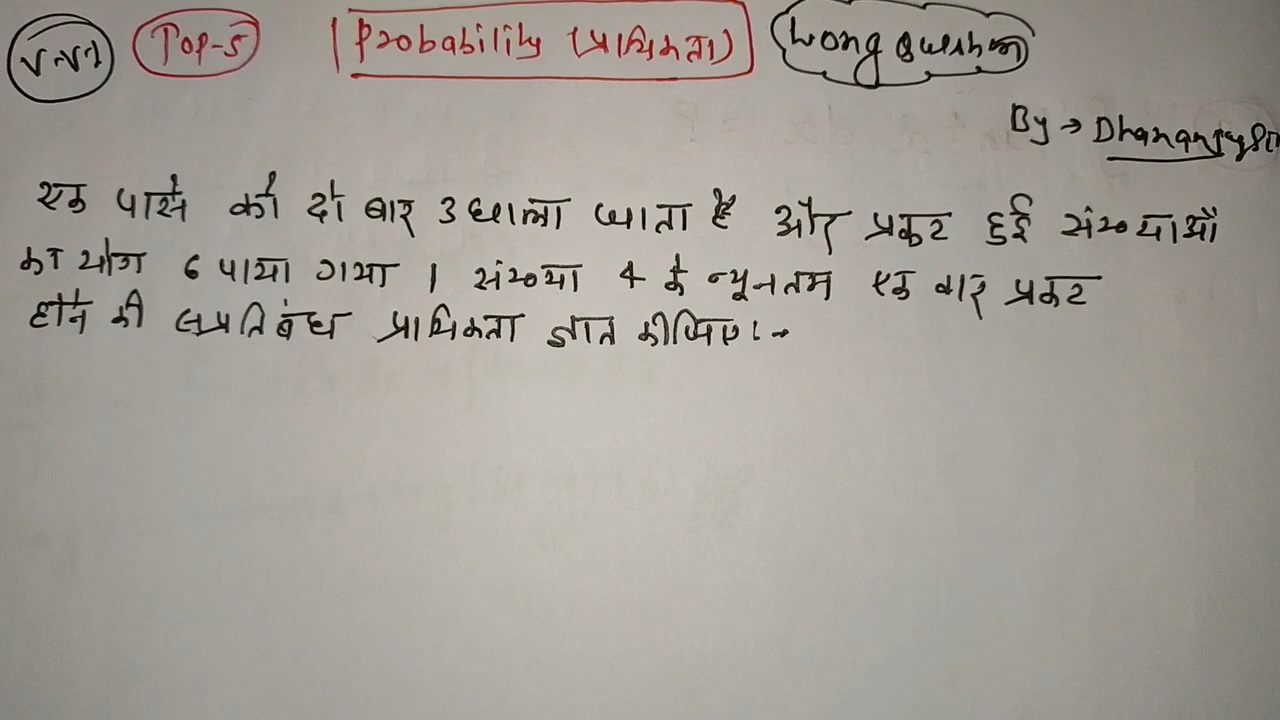 V.V.I Top-5 Probability (प्रायिकता) Long Question
By → Dhananjay
एक पासे को दो बार उछाला जाता है और प्रकट हुई संख्याओं
का योग 6 पाया गया । संख्या 4 के न्यूनतम एक बार प्रकट
होने की सप्रतिबंध प्रायिकता ज्ञात कीजिए।→